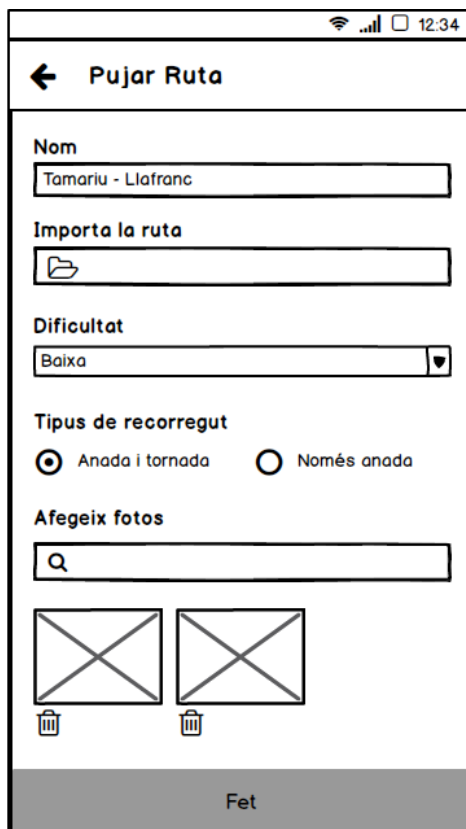 12:34
Pujar Ruta
Nom
Tamariu - Llafranc
Importa la ruta
Dificultat
Baixa
Tipus de recorregut
Anada i tornada Només anada
Afegeix fotos
Fet